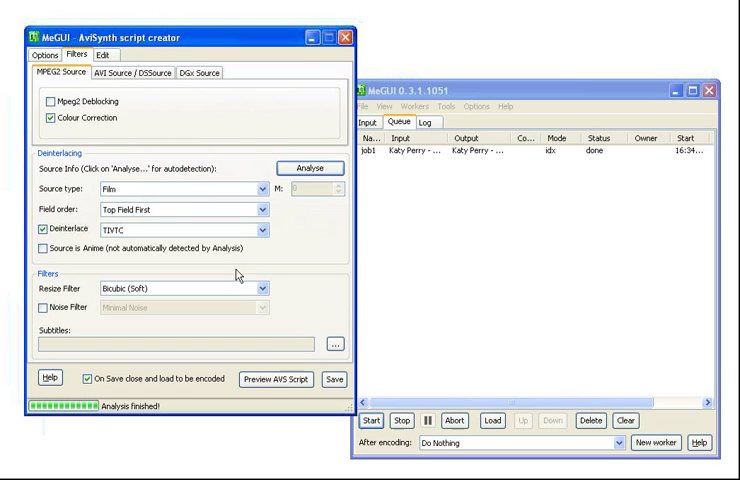 MeGUI - AviSynth script creator
Options Filters Edit
MPEG2 Source AVI Source / DSSource DGx Source
Mpeg2 Deblocking
Colour Correction
Deinterlacing
Source Info (Click on 'Analyse...' for autodetection): Analyse
Source type: Film M: 0
Field order: Top Field First
Deinterlace TIVTC
Source is Anime (not automatically detected by Analysis)
Filters
Resize Filter Bicubic (Soft)
Noise Filter Minimal Noise
Subtitles:
...
Help On Save close and load to be encoded Preview AVS Script Save
Analysis finished!
MeGUI 0.3.1.1051
File View Workers Tools Options Help
Input Queue Log
Na... Input Output Co... Mode Status Owner Start
job1 Katy Perry - ... Katy Perry - ... idx done 16:34...
Start Stop Abort Load Up Down Delete Clear
After encoding: Do Nothing New worker Help